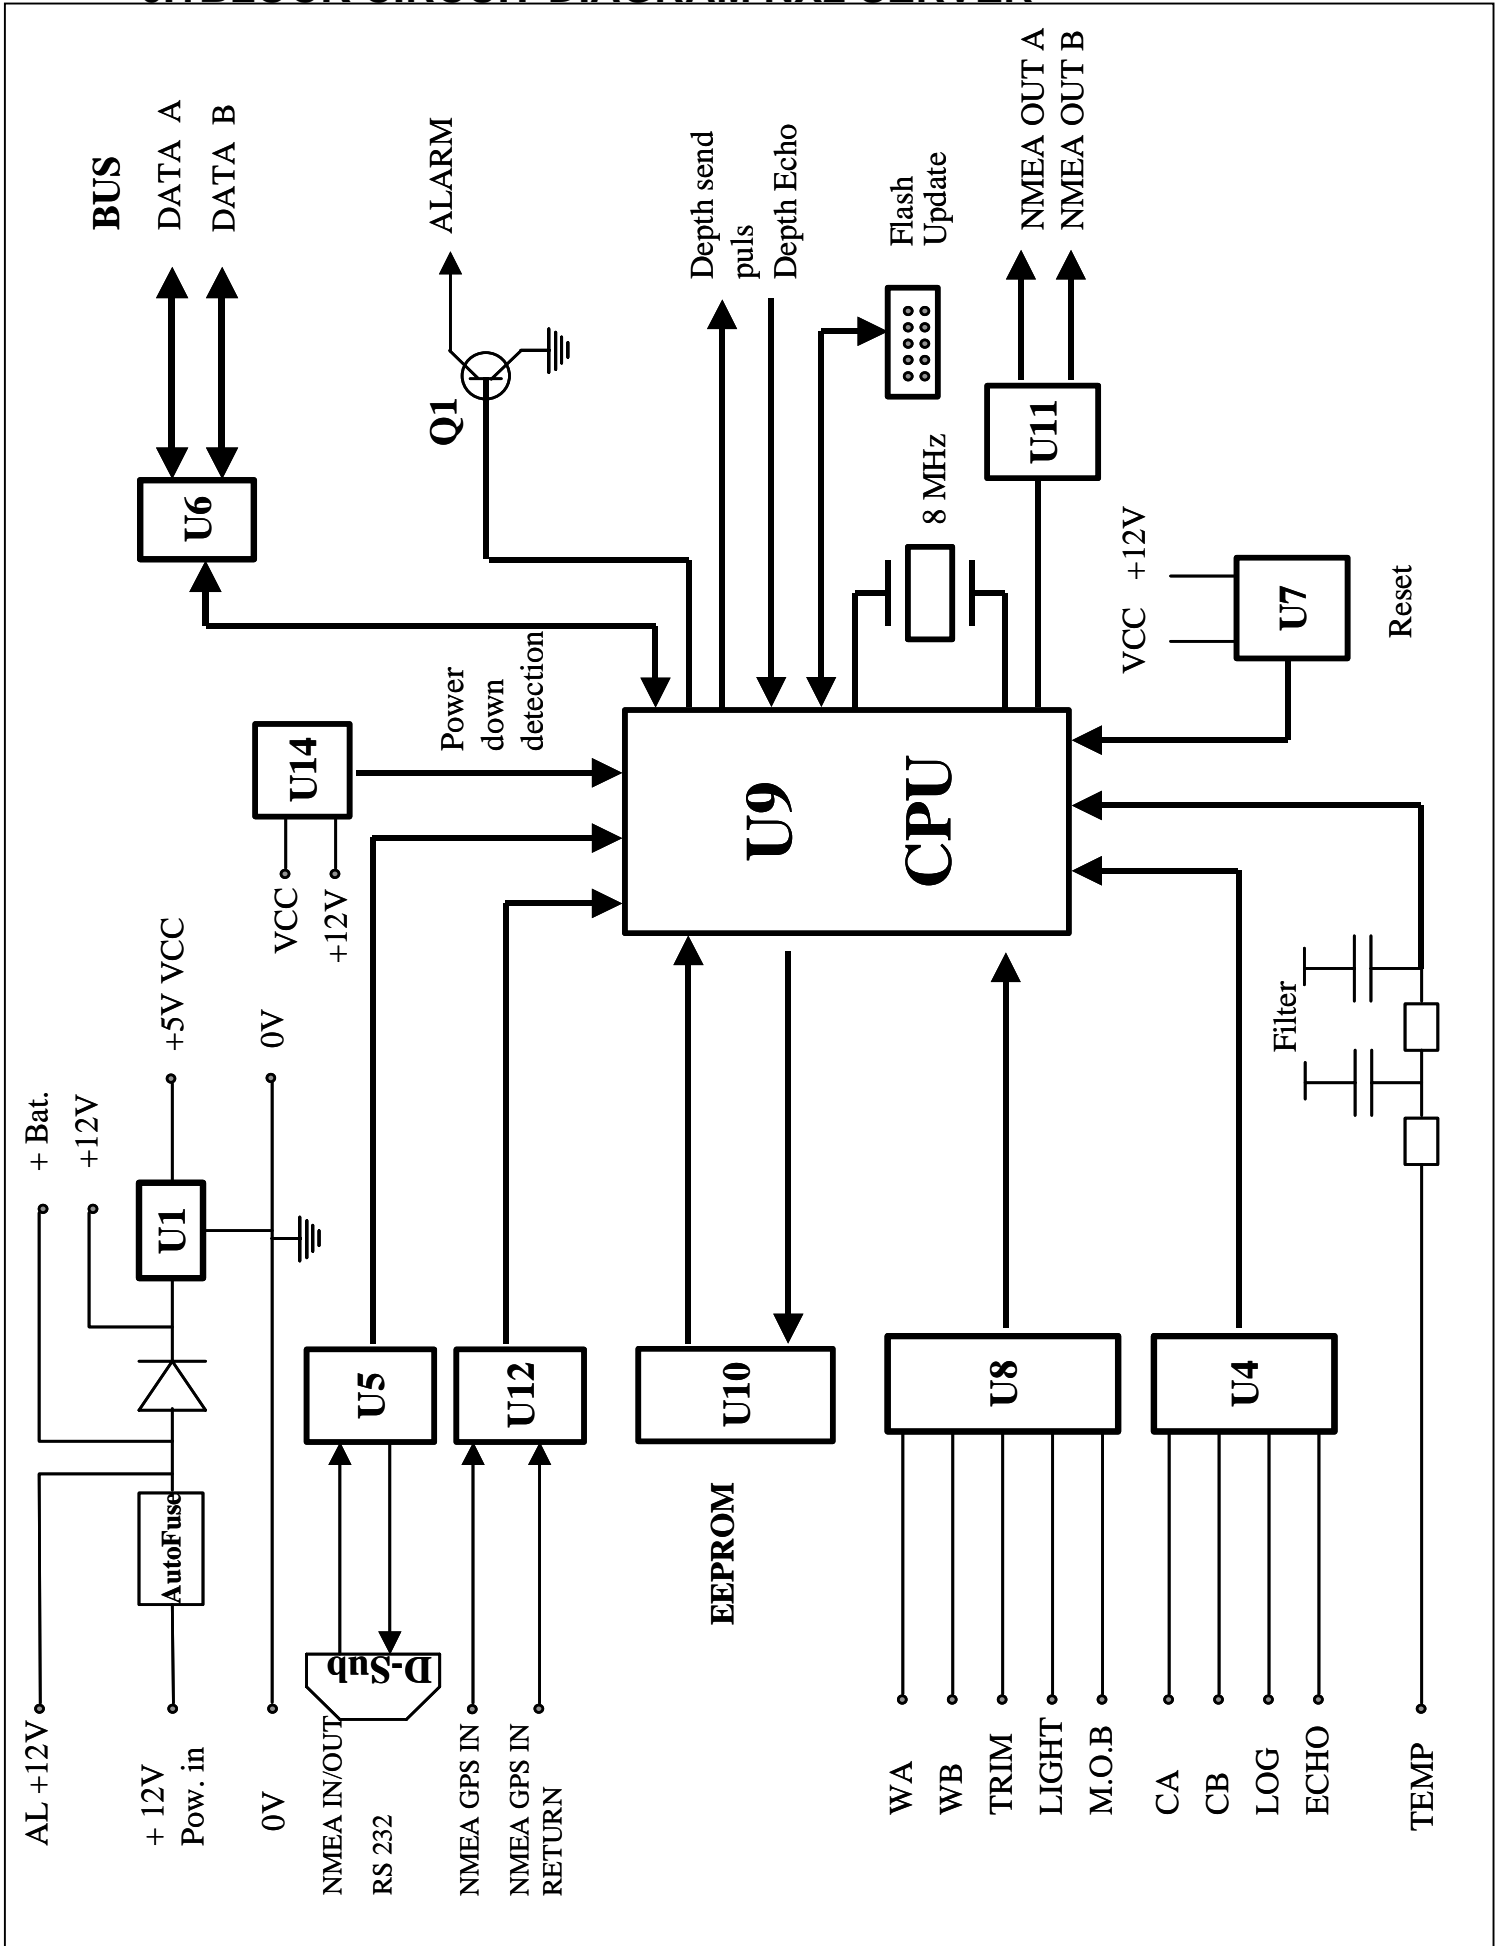 BUS
DATA A
DATA B
ALARM
Q1
U6
Depth send
puls
Depth Echo
Flash
Update
NMEA OUT A
NMEA OUT B
U11
8 MHz
VCC +12V
U7
Reset
Power
down
detection
U14
VCC
+12V
U9
CPU
+ Bat.
+12V
+5V VCC
0V
U1
AutoFuse
AL +12V
+ 12V
Pow. in
0V
U5
D-Sub
NMEA IN/OUT
RS 232
U12
NMEA GPS IN
NMEA GPS IN
RETURN
U10
EEPROM
U8
WA
WB
TRIM
LIGHT
M.O.B
U4
CA
CB
LOG
ECHO
Filter
TEMP